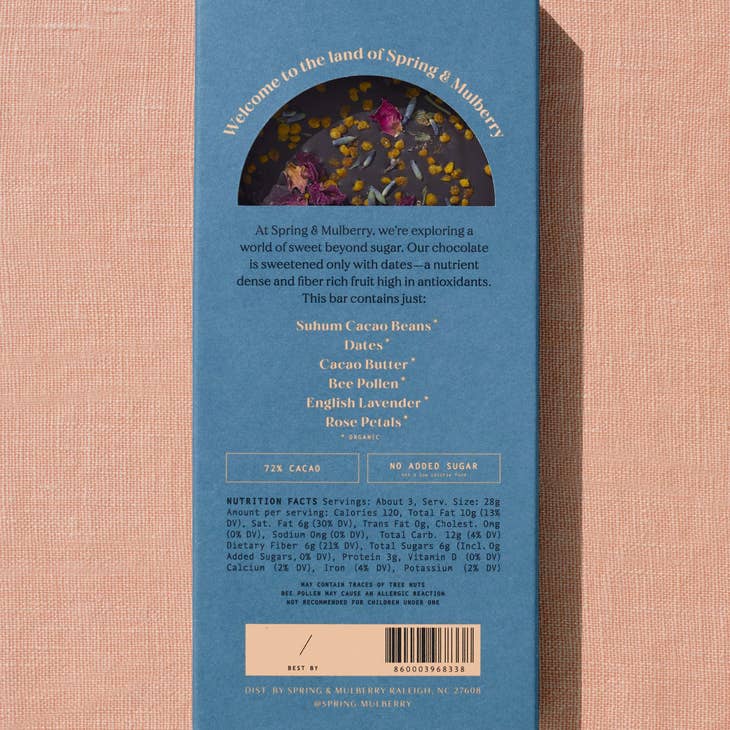 Welcome to the land of Spring & Mulberry
At Spring & Mulberry, we're exploring a
world of sweet beyond sugar. Our chocolate
is sweetened only with dates—a nutrient
dense and fiber rich fruit high in antioxidants.
This bar contains just:
Suhum Cacao Beans*
Dates*
Cacao Butter*
Bee Pollen*
English Lavender*
Rose Petals*
* ORGANIC
72% CACAO
NO ADDED SUGAR
not a low calorie food
NUTRITION FACTS Servings: About 3, Serv. Size: 28g
Amount per serving: Calories 120, Total Fat 10g (13%
DV), Sat. Fat 6g (30% DV), Trans Fat 0g, Cholest. 0mg
(0% DV), Sodium 0mg (0% DV), Total Carb. 12g (4% DV)
Dietary Fiber 6g (21% DV), Total Sugars 6g (Incl. 0g
Added Sugars, 0% DV), Protein 3g, Vitamin D (0% DV)
Calcium (2% DV), Iron (4% DV), Potassium (2% DV)
MAY CONTAIN TRACES OF TREE NUTS
BEE POLLEN MAY CAUSE AN ALLERGIC REACTION
NOT RECOMMENDED FOR CHILDREN UNDER ONE
/
BEST BY
860003968338
DIST. BY SPRING & MULBERRY RALEIGH, NC 27608
@SPRING.MULBERRY